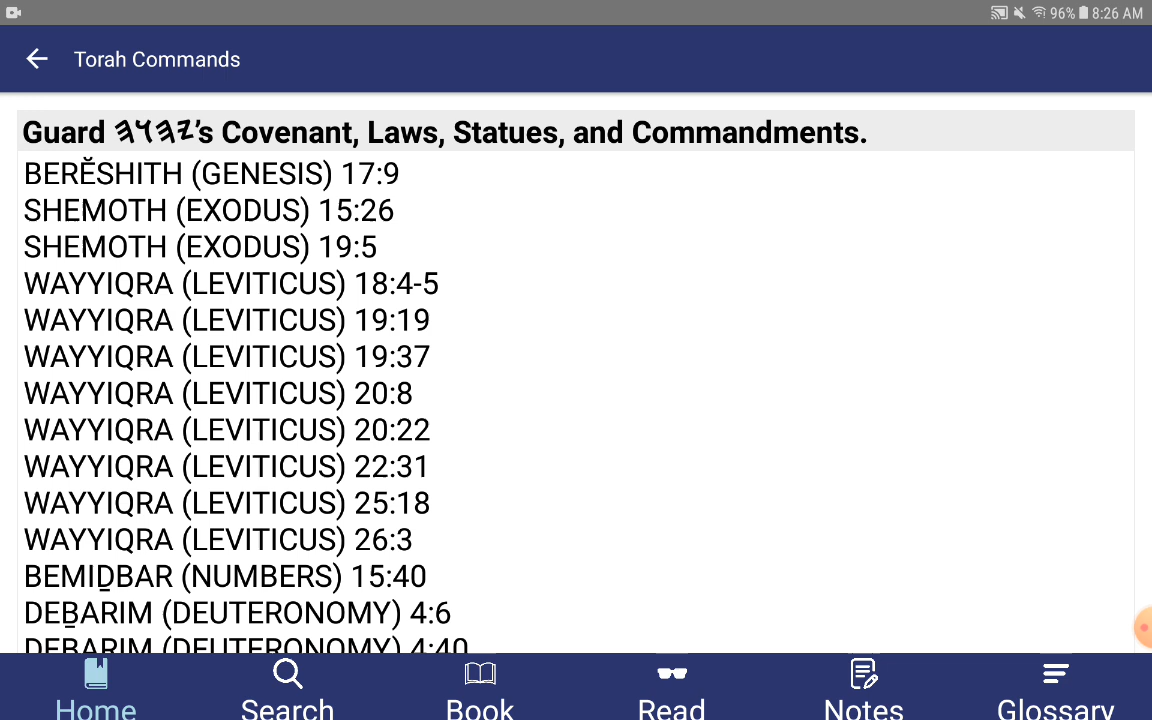 96% 8:26 AM
Torah Commands
Guard 𐤉𐤄𐤅𐤄's Covenant, Laws, Statues, and Commandments.
BERĔSHITH (GENESIS) 17:9
SHEMOTH (EXODUS) 15:26
SHEMOTH (EXODUS) 19:5
WAYYIQRA (LEVITICUS) 18:4-5
WAYYIQRA (LEVITICUS) 19:19
WAYYIQRA (LEVITICUS) 19:37
WAYYIQRA (LEVITICUS) 20:8
WAYYIQRA (LEVITICUS) 20:22
WAYYIQRA (LEVITICUS) 22:31
WAYYIQRA (LEVITICUS) 25:18
WAYYIQRA (LEVITICUS) 26:3
BEMIḎBAR (NUMBERS) 15:40
DEḆARIM (DEUTERONOMY) 4:6
DEḆARIM (DEUTERONOMY) 4:40
Home Search Book Read Notes Glossary